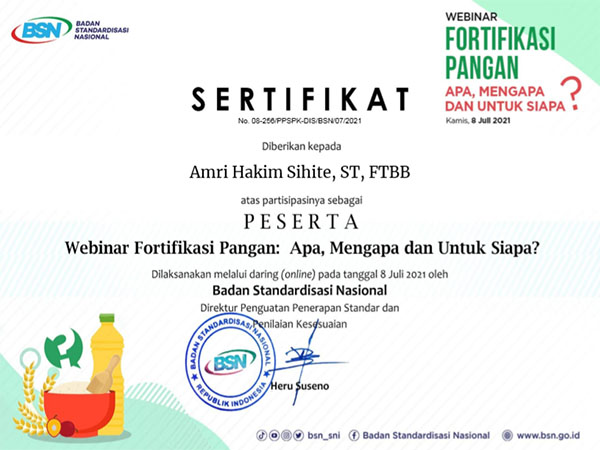 BSN BADAN
STANDARDISASI
NASIONAL
WEBINAR
FORTIFIKASI
PANGAN
APA, MENGAPA
DAN UNTUK SIAPA?
Kamis, 8 Juli 2021
SERTIFIKAT
No. 08-256/PPSPK-DIS/BSN/07/2021
Diberikan kepada
Amri Hakim Sihite, ST, FTBB
atas partisipasinya sebagai
PESERTA
Webinar Fortifikasi Pangan: Apa, Mengapa dan Untuk Siapa?
Dilaksanakan melalui daring (online) pada tanggal 8 Juli 2021 oleh
Badan Standardisasi Nasional
Direktur Penguatan Penerapan Standar dan
Penilaian Kesesuaian
BADAN STANDARDISASI NASIONAL
BSN
REPUBLIK INDONESIA
Heru Suseno
bsn_sni Badan Standardisasi Nasional www.bsn.go.id